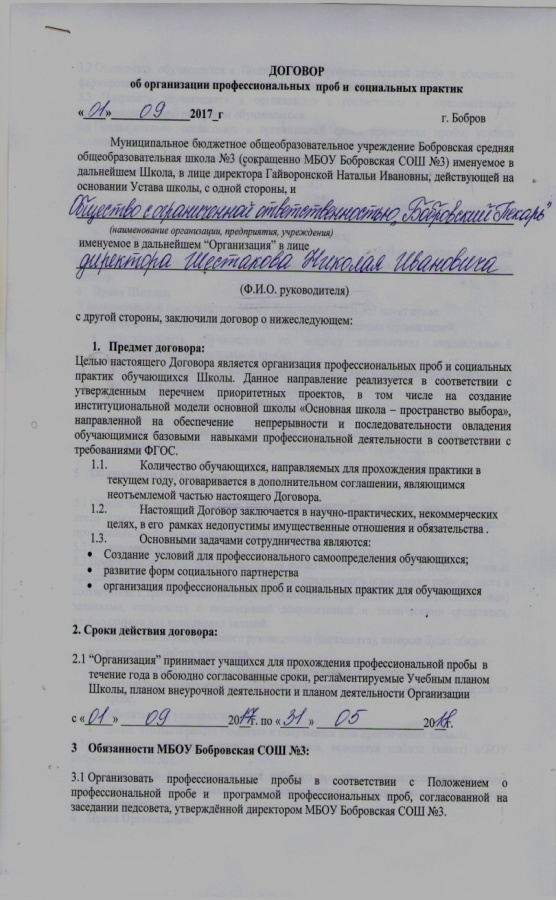 ДОГОВОР
об организации профессиональных проб и социальных практик
«01» 09 2017_г
г. Бобров
Муниципальное бюджетное общеобразовательное учреждение Бобровская средняя
общеобразовательная школа №3 (сокращенно МБОУ Бобровская СОШ №3) именуемое в
дальнейшем Школа, в лице директора Гайворонской Натальи Ивановны, действующей на
основании Устава школы, с одной стороны, и
Общество с ограниченной ответственностью „Бобровский Пекарь"
(наименование организации, предприятия, учреждения)
именуемое в дальнейшем “Организация” в лице
директора Шестакова Николая Ивановича
(Ф.И.О. руководителя)
с другой стороны, заключили договор о нижеследующем:
1. Предмет договора:
Целью настоящего Договора является организация профессиональных проб и социальных
практик обучающихся Школы. Данное направление реализуется в соответствии с
утвержденным перечнем приоритетных проектов, в том числе на создание
институциональной модели основной школы «Основная школа – пространство выбора»,
направленной на обеспечение непрерывности и последовательности овладения
обучающимися базовыми навыками профессиональной деятельности в соответствии с
требованиями ФГОС.
1.1. Количество обучающихся, направляемых для прохождения практики в
текущем году, оговаривается в дополнительном соглашении, являющимся
неотъемлемой частью настоящего Договора.
1.2. Настоящий Договор заключается в научно-практических, некоммерческих
целях, в его рамках недопустимы имущественные отношения и обязательства .
1.3. Основными задачами сотрудничества являются:
• Создание условий для профессионального самоопределения обучающихся;
• развитие форм социального партнерства
• организация профессиональных проб и социальных практик для обучающихся
2. Сроки действия договора:
2.1 “Организация” принимает учащихся для прохождения профессиональной пробы в
течение года в обоюдно согласованные сроки, регламентируемые Учебным планом
Школы, планом внеурочной деятельности и планом деятельности Организации
с «01» 09 2017г. по «31» 05 2018г.
3 Обязанности МБОУ Бобровская СОШ №3:
3.1 Организовать профессиональные пробы в соответствии с Положением о
профессиональной пробе и программой профессиональных проб, согласованной на
заседании педсовета, утверждённой директором МБОУ Бобровская СОШ №3.